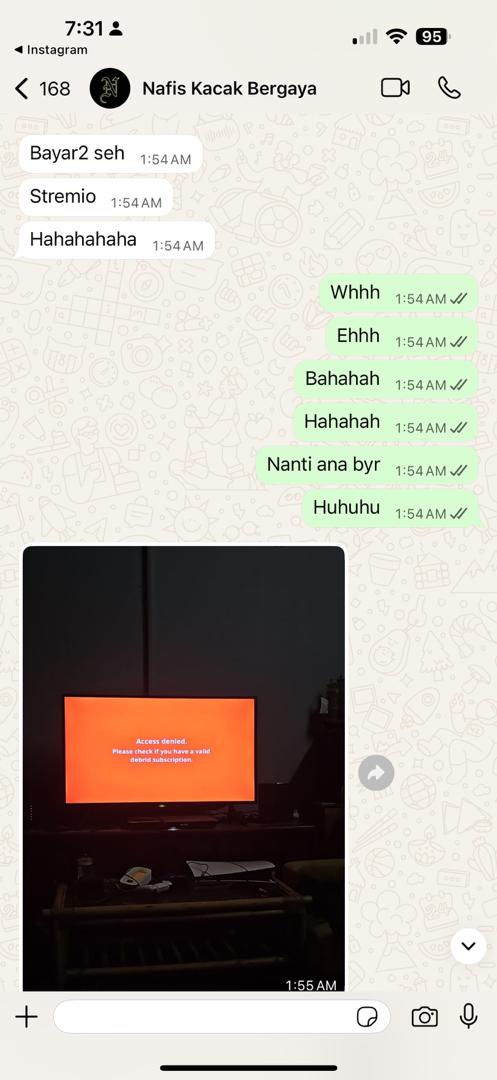 7:31
95
Instagram
168
Nafis Kacak Bergaya
Bayar2 seh 1:54 AM
Stremio 1:54 AM
Hahahahaha 1:54 AM
Whhh 1:54 AM
Ehhh 1:54 AM
Bahahah 1:54 AM
Hahahah 1:54 AM
Nanti ana byr 1:54 AM
Huhuhu 1:54 AM
Access denied.
Please check if you have a valid
debrid subscription.
1:55 AM